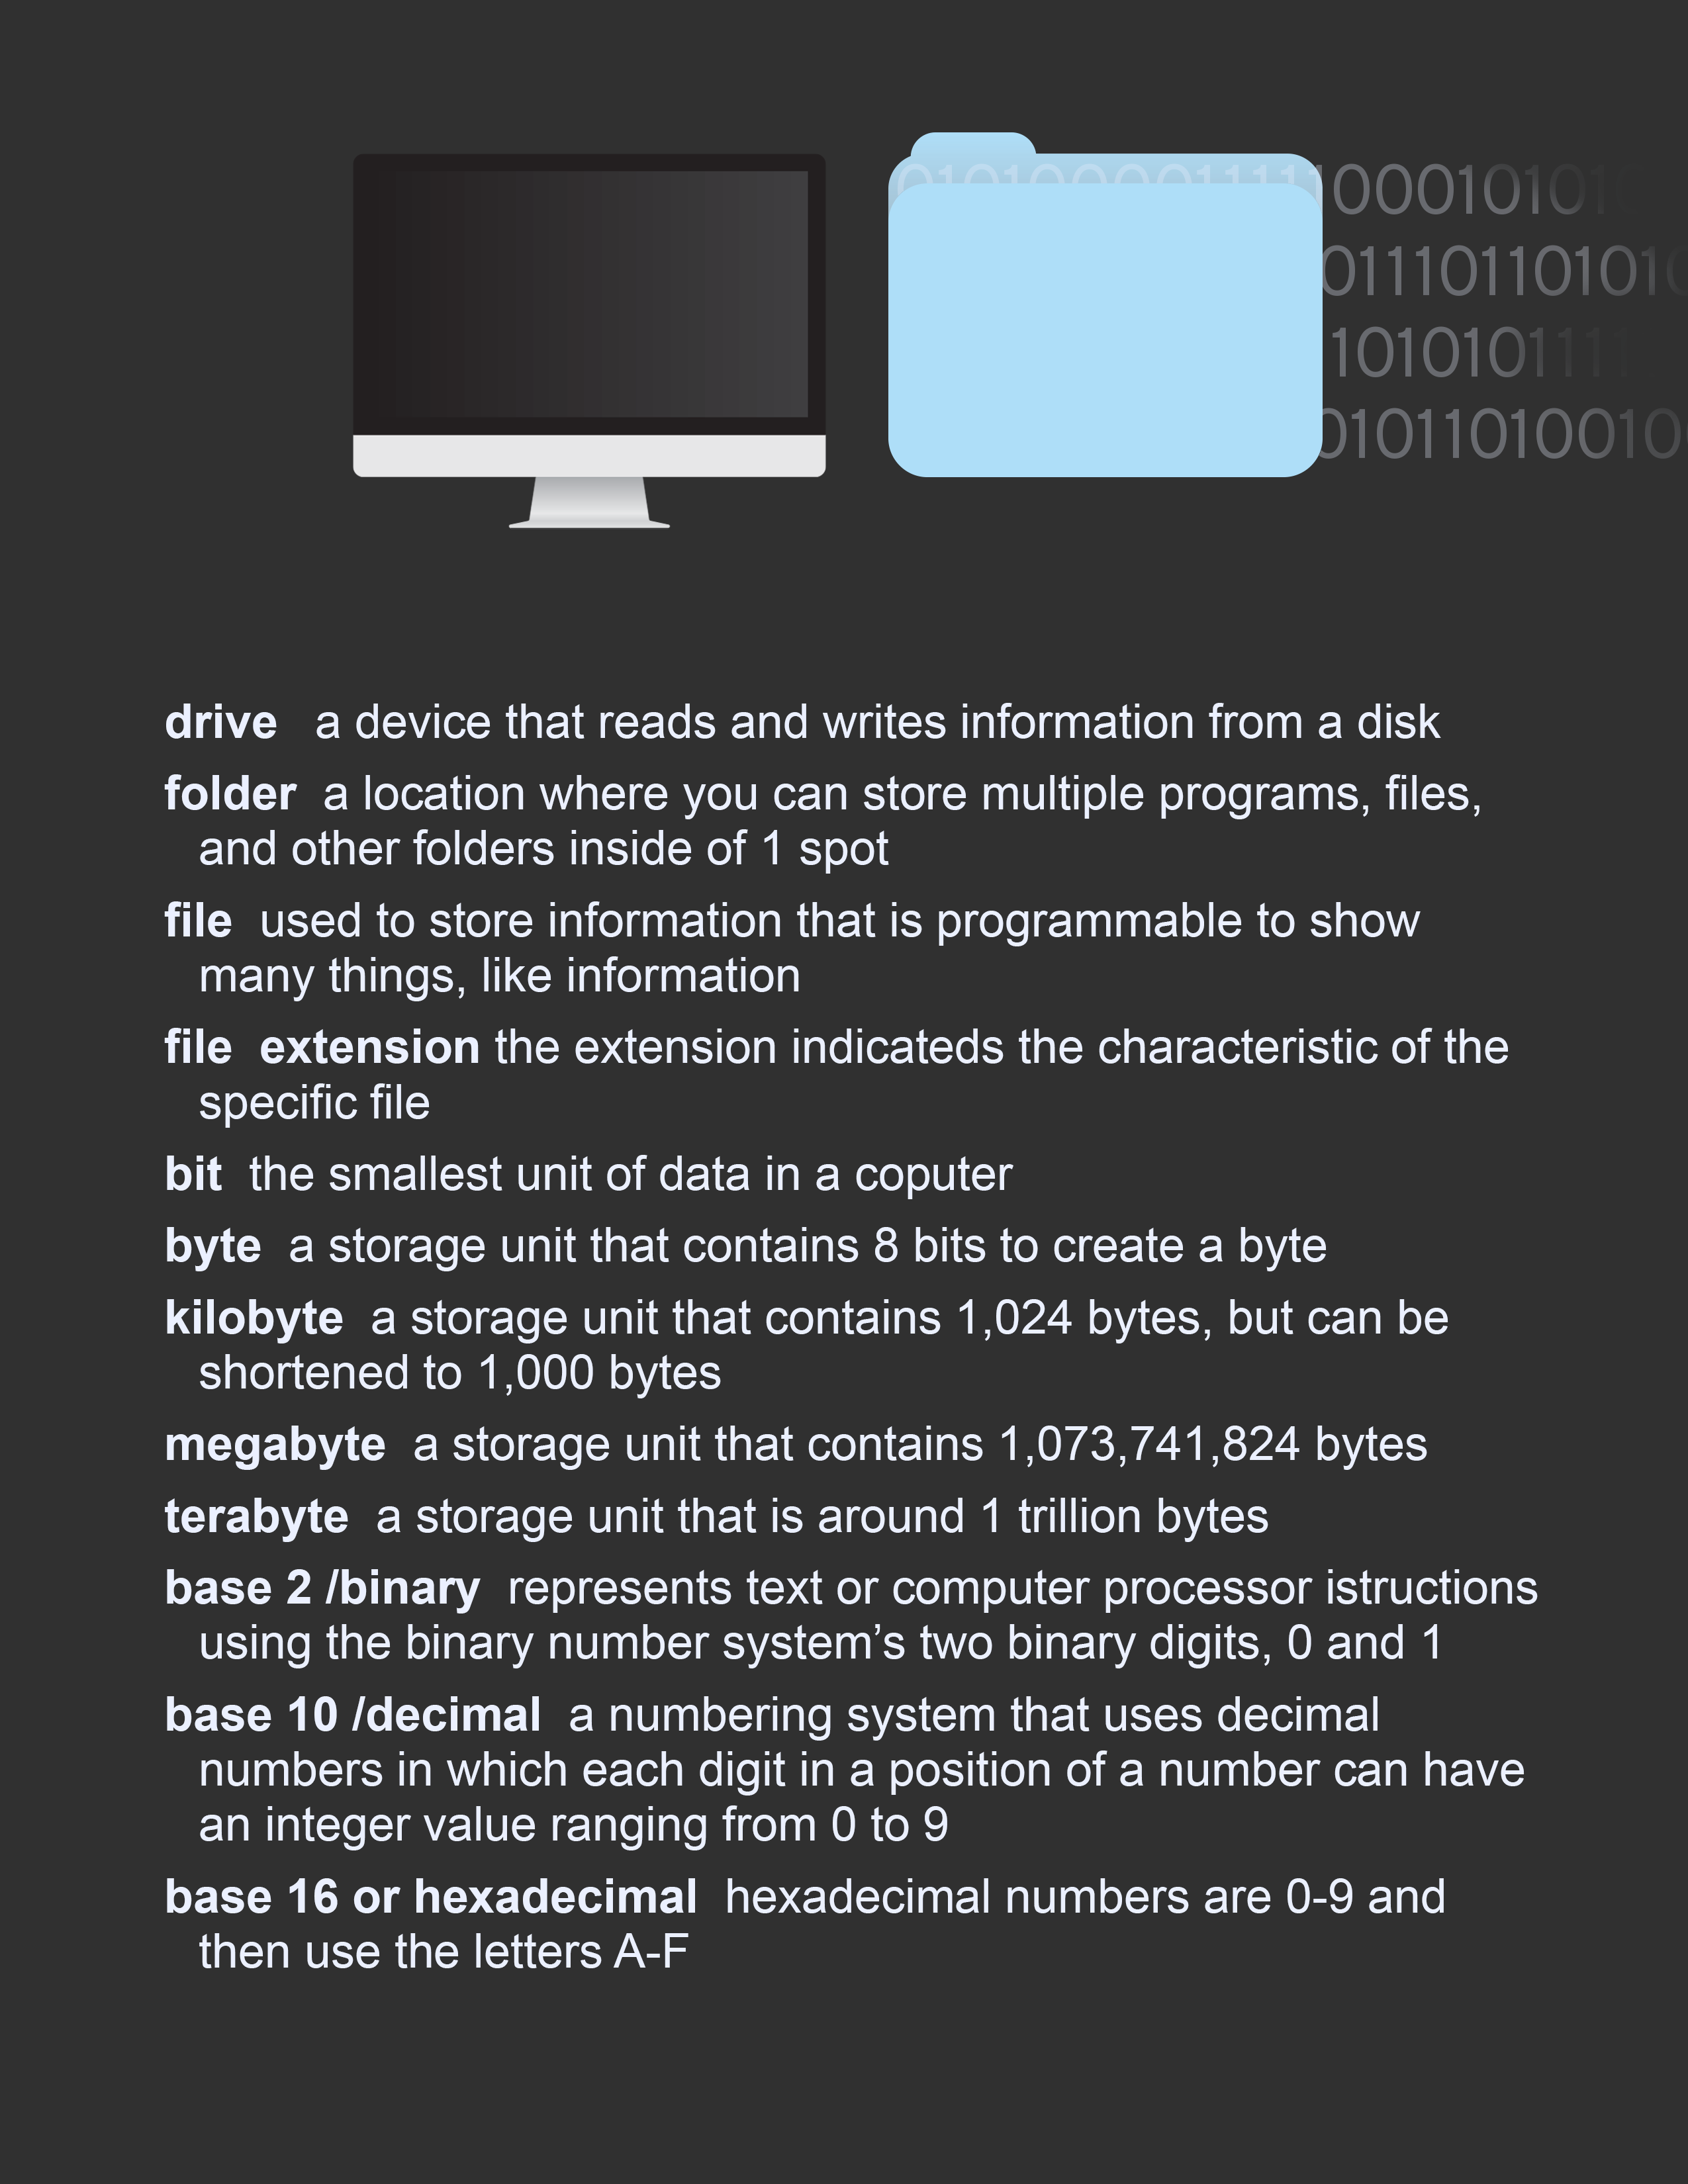 010100000111110001010
01110110101
10101011
01011010010
drive a device that reads and writes information from a disk
folder a location where you can store multiple programs, files,
and other folders inside of 1 spot
file used to store information that is programmable to show
many things, like information
file extension the extension indicateds the characteristic of the
specific file
bit the smallest unit of data in a coputer
byte a storage unit that contains 8 bits to create a byte
kilobyte a storage unit that contains 1,024 bytes, but can be
shortened to 1,000 bytes
megabyte a storage unit that contains 1,073,741,824 bytes
terabyte a storage unit that is around 1 trillion bytes
base 2 /binary represents text or computer processor istructions
using the binary number system’s two binary digits, 0 and 1
base 10 /decimal a numbering system that uses decimal
numbers in which each digit in a position of a number can have
an integer value ranging from 0 to 9
base 16 or hexadecimal hexadecimal numbers are 0-9 and
then use the letters A-F